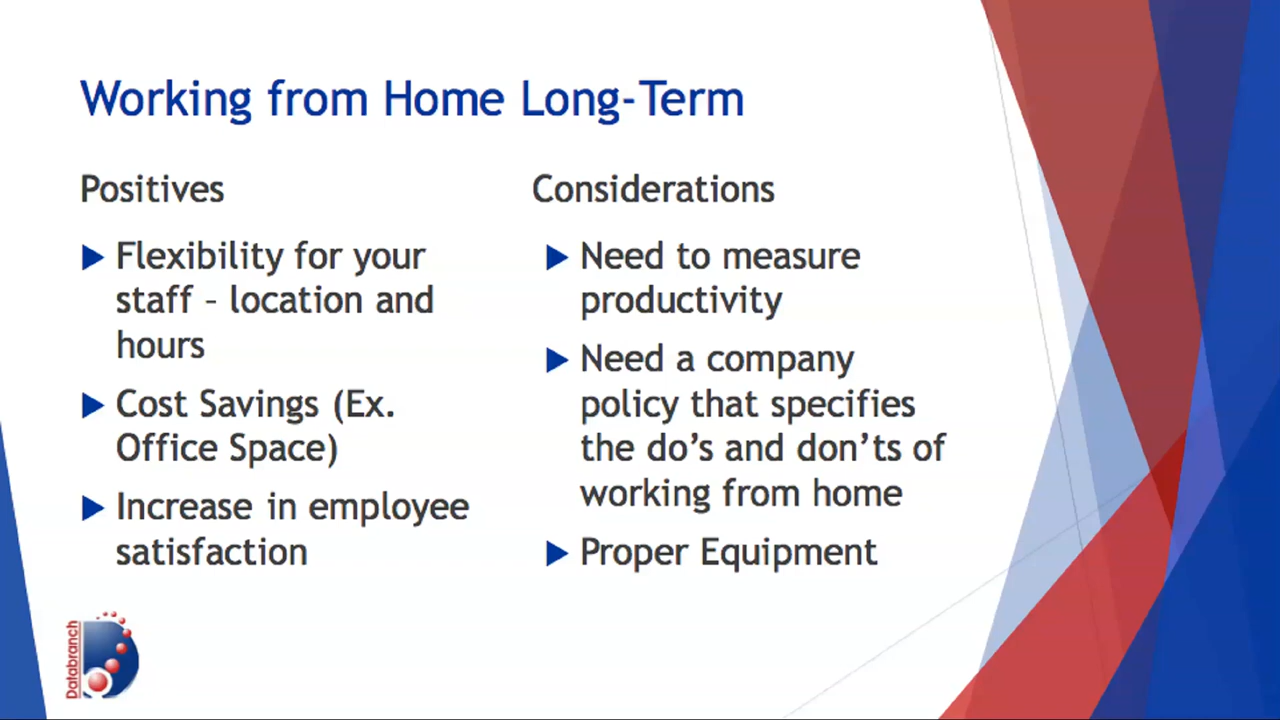 Working from Home Long-Term
Positives
▶ Flexibility for your
staff – location and
hours
▶ Cost Savings (Ex.
Office Space)
▶ Increase in employee
satisfaction
Considerations
▶ Need to measure
productivity
▶ Need a company
policy that specifies
the do’s and don’ts of
working from home
▶ Proper Equipment
Databranch